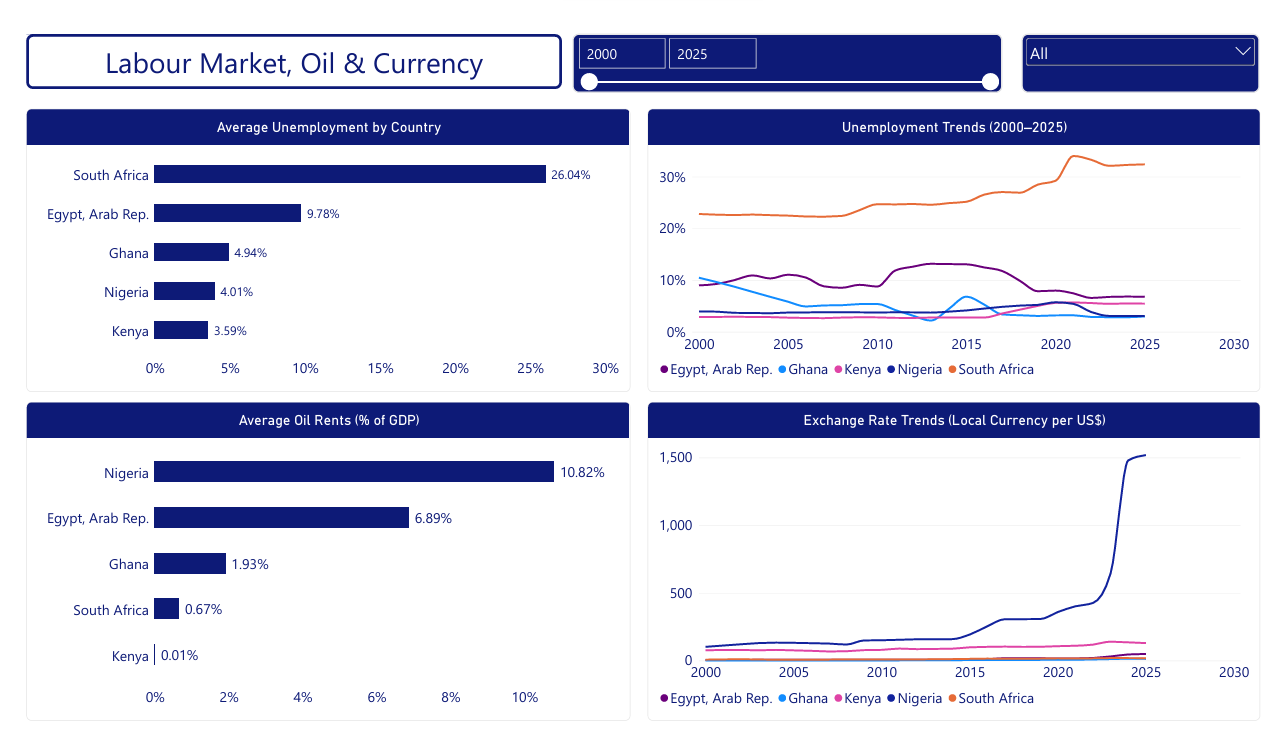 Labour Market, Oil & Currency
2000 2025
All
Average Unemployment by Country
South Africa 26.04%
Egypt, Arab Rep. 9.78%
Ghana 4.94%
Nigeria 4.01%
Kenya 3.59%
0% 5% 10% 15% 20% 25% 30%
Unemployment Trends (2000–2025)
30%
20%
10%
0%
2000 2005 2010 2015 2020 2025 2030
Egypt, Arab Rep. Ghana Kenya Nigeria South Africa
Average Oil Rents (% of GDP)
Nigeria 10.82%
Egypt, Arab Rep. 6.89%
Ghana 1.93%
South Africa 0.67%
Kenya 0.01%
0% 2% 4% 6% 8% 10%
Exchange Rate Trends (Local Currency per US$)
1,500
1,000
500
0
2000 2005 2010 2015 2020 2025 2030
Egypt, Arab Rep. Ghana Kenya Nigeria South Africa